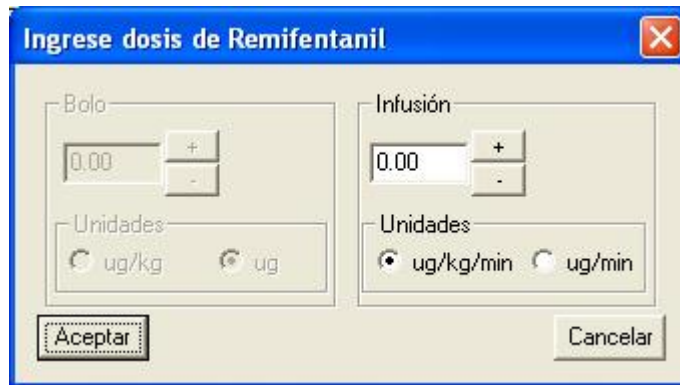 Ingrese dosis de Remifentanil
Bolo
0.00
+
-
Unidades
ug/kg ug
Infusión
0.00
+
-
Unidades
ug/kg/min ug/min
Aceptar Cancelar